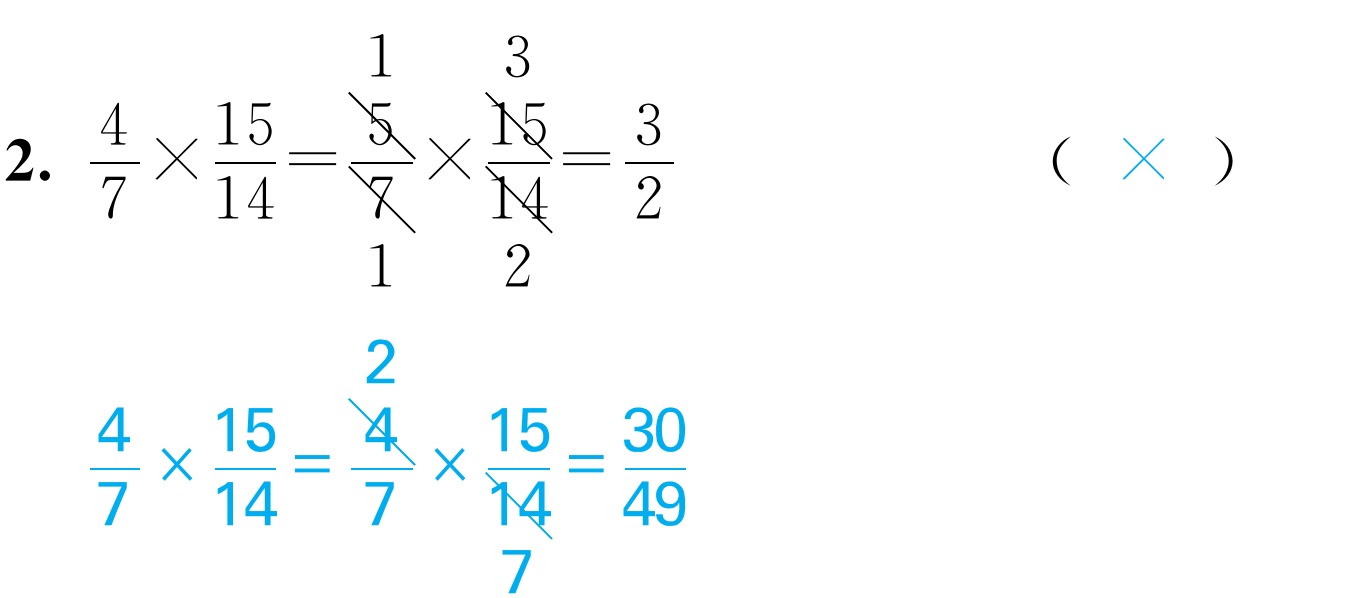 1 3
2. 4/7 × 15/14 = 5/7 × 15/14 = 3/2 ( × )
1 2
2
4/7 × 15/14 = 4/7 × 15/14 = 30/49
7